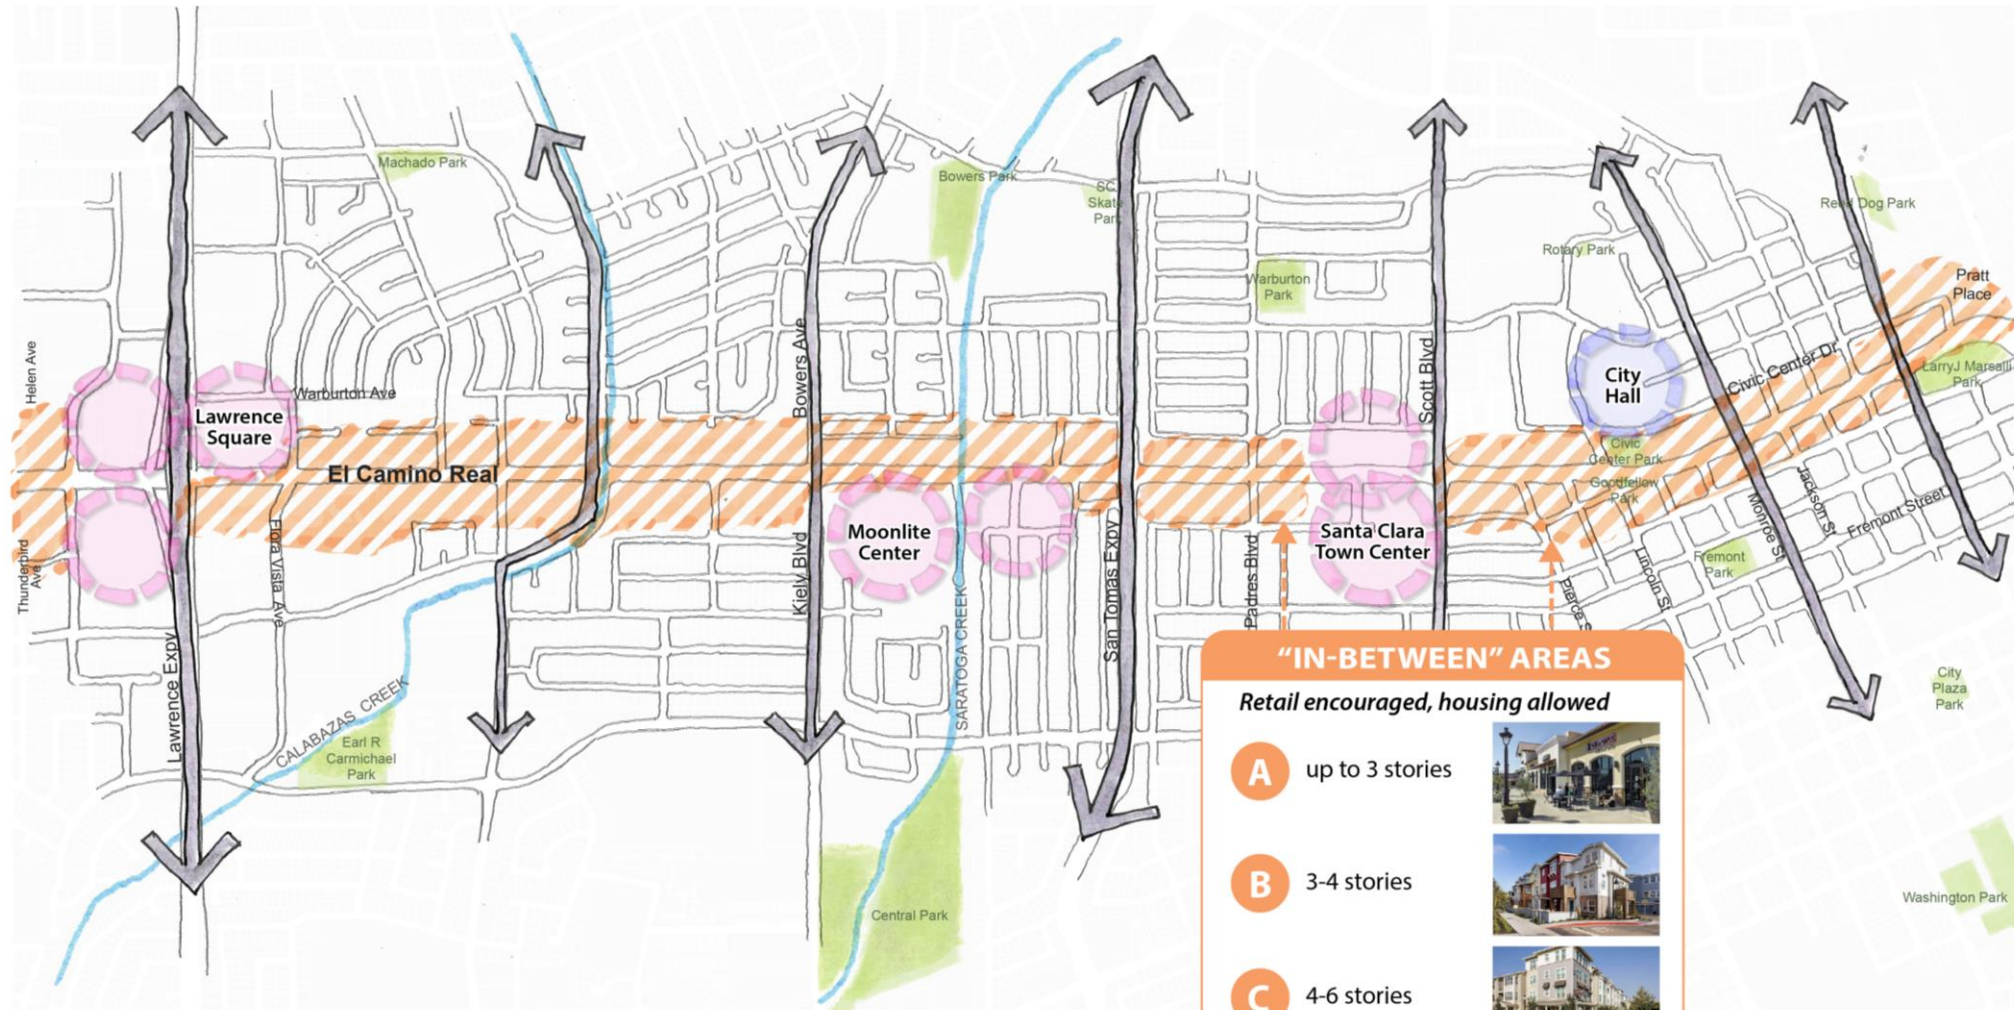 Machado Park
Bowers Park
SC
Skate
Park
Reed Dog Park
Rotary Park
Warburton
Park
Pratt
Place
Helen Ave
Bowers Ave
Scott Blvd
City
Hall
Civic Center Dr.
LarryJ Marsalli
Park
Lawrence
Square
Warburton Ave
El Camino Real
Civic
Center Park
Goodfellow
Park
Moonlite
Center
Santa Clara
Town Center
Thunderbird
Ave
Flora Vista Ave
Kiely Blvd
SARATOGA CREEK
San Tomas Expy
Padres Blvd
Pierce S
Lincoln St
Fremont
Park
Monroe St
Jackson St
Fremont Street
Lawrence Expy
CALABAZAS CREEK
Earl R
Carmichael
Park
Central Park
City
Plaza
Park
Washington Park
"IN-BETWEEN" AREAS
Retail encouraged, housing allowed
A up to 3 stories
B 3-4 stories
C 4-6 stories